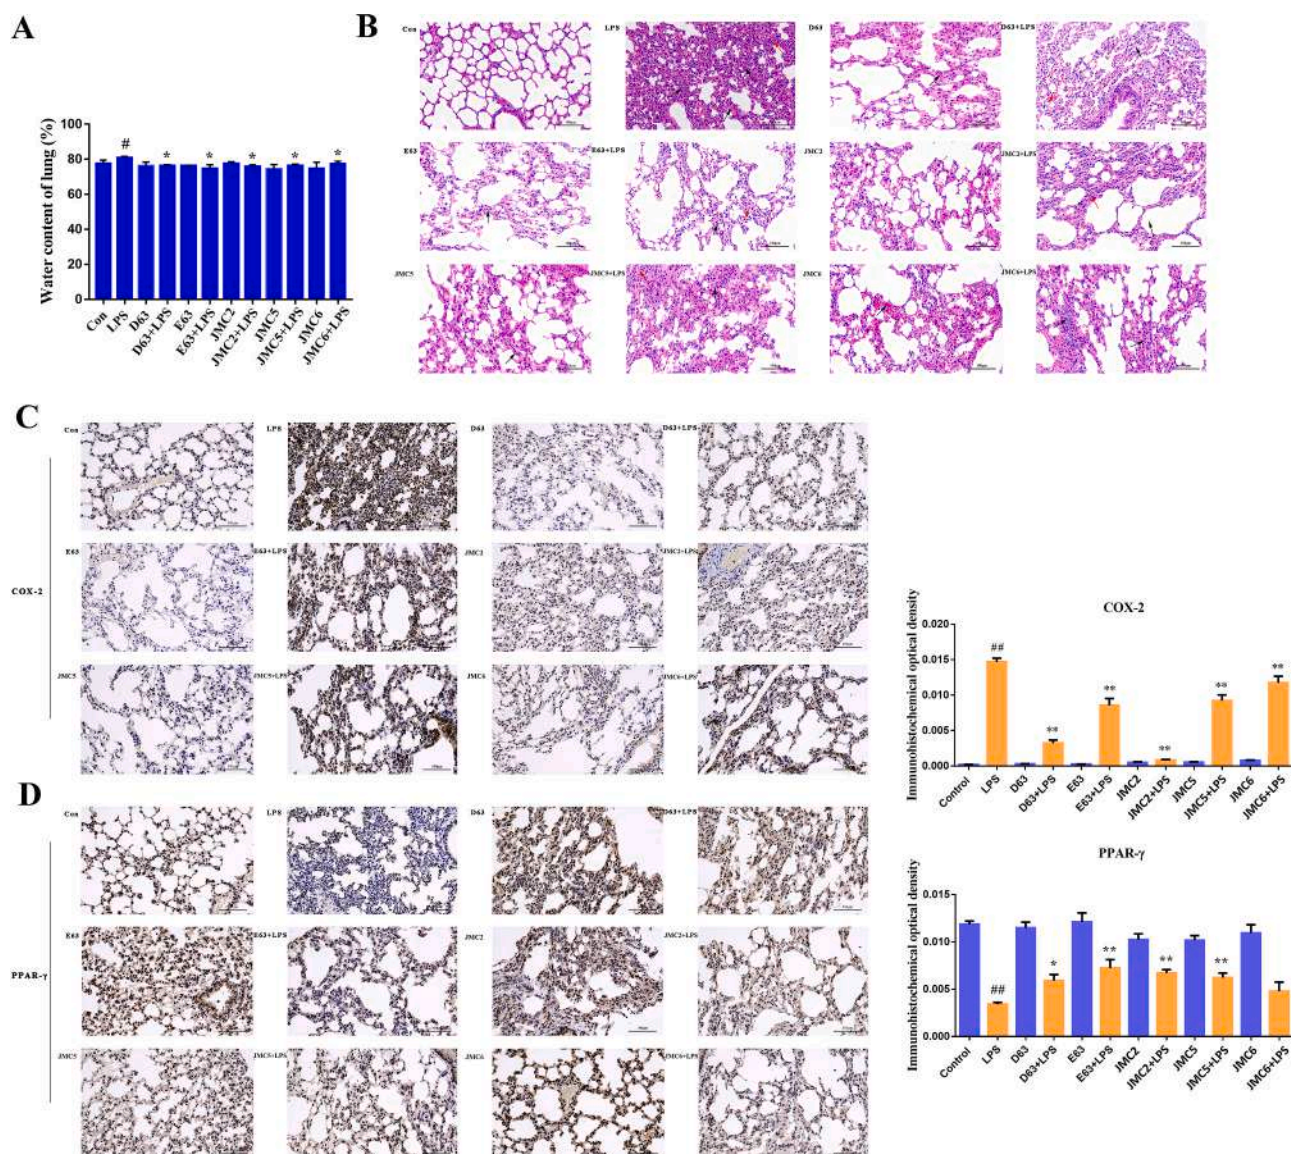 A
Water content of lung (%)
100
80
60
40
20
0
# * * * * *
Con
LPS
D63
D63+LPS
E63
E63+LPS
JMC2
JMC2+LPS
JMC5
JMC5+LPS
JMC6
JMC6+LPS
B
Con LPS D63 D63+LPS
E63 E63+LPS JMC2 JMC2+LPS
JMC5 JMC5+LPS JMC6 JMC6+LPS
C
COX-2
Con LPS D63 D63+LPS
E63 E63+LPS JMC2 JMC2+LPS
JMC5 JMC5+LPS JMC6 JMC6+LPS
COX-2
Immunohistochemical optical density
0.020
0.015
0.010
0.005
0.000
## ** ** ** ** **
Control
LPS
D63
D63+LPS
E63
E63+LPS
JMC2
JMC2+LPS
JMC5
JMC5+LPS
JMC6
JMC6+LPS
D
PPAR-γ
Con LPS D63 D63+LPS
E63 E63+LPS JMC2 JMC2+LPS
JMC5 JMC5+LPS JMC6 JMC6+LPS
PPAR-γ
Immunohistochemical optical density
0.015
0.010
0.005
0.000
## * ** ** **
Control
LPS
D63
D63+LPS
E63
E63+LPS
JMC2
JMC2+LPS
JMC5
JMC5+LPS
JMC6
JMC6+LPS